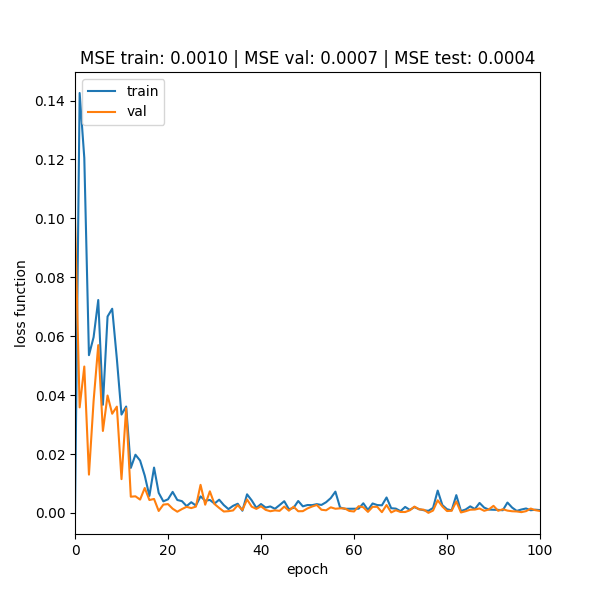 MSE train: 0.0010 | MSE val: 0.0007 | MSE test: 0.0004
train
val
0.14
0.12
0.10
0.08
0.06
0.04
0.02
0.00
loss function
0 20 40 60 80 100
epoch